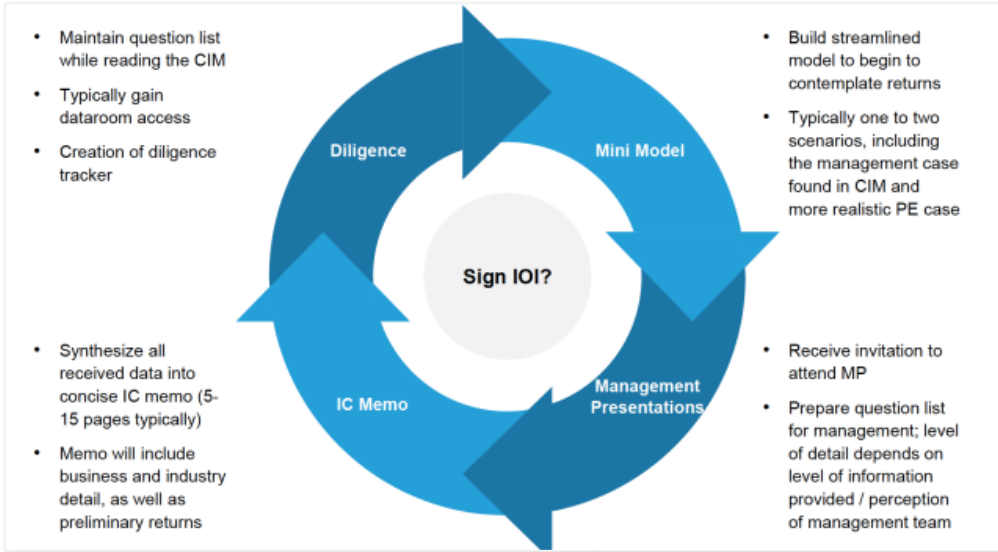 • Maintain question list
while reading the CIM
• Typically gain
dataroom access
• Creation of diligence
tracker
Diligence
Mini Model
• Build streamlined
model to begin to
contemplate returns
• Typically one to two
scenarios, including
the management case
found in CIM and
more realistic PE case
Sign IOI?
• Synthesize all
received data into
concise IC memo (5-
15 pages typically)
• Memo will include
business and industry
detail, as well as
preliminary returns
IC Memo
Management
Presentations
• Receive invitation to
attend MP
• Prepare question list
for management; level
of detail depends on
level of information
provided / perception
of management team